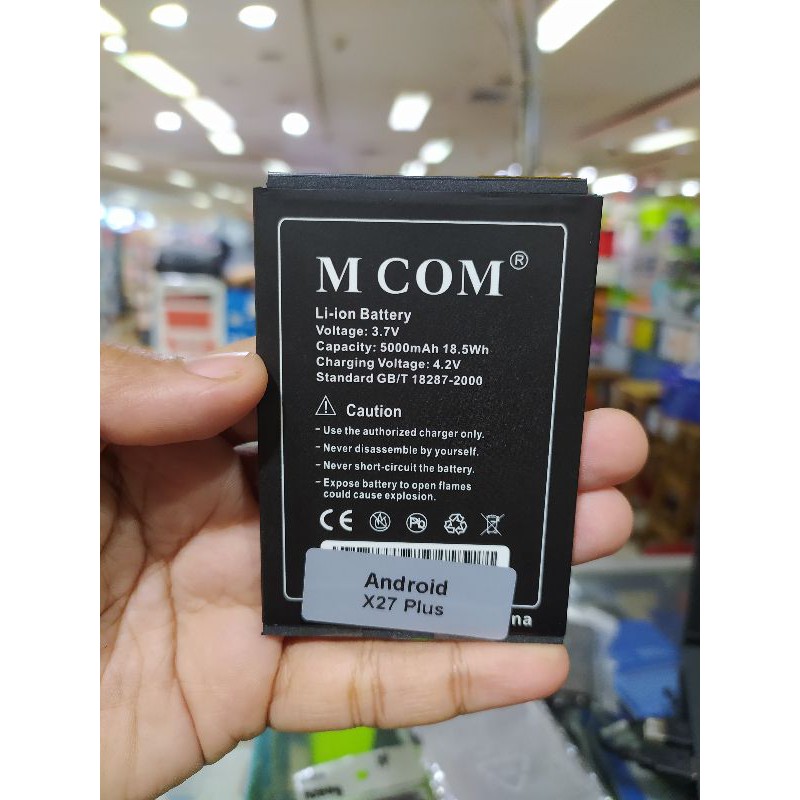 M COM®
Li-ion Battery
Voltage: 3.7V
Capacity: 5000mAh 18.5Wh
Charging Voltage: 4.2V
Standard GB/T 18287-2000
Caution
- Use the authorized charger only.
- Never disassemble by yourself.
- Never short-circuit the battery.
- Expose battery to open flames
could cause explosion.
CE
Pb
Android
X27 Plus
na